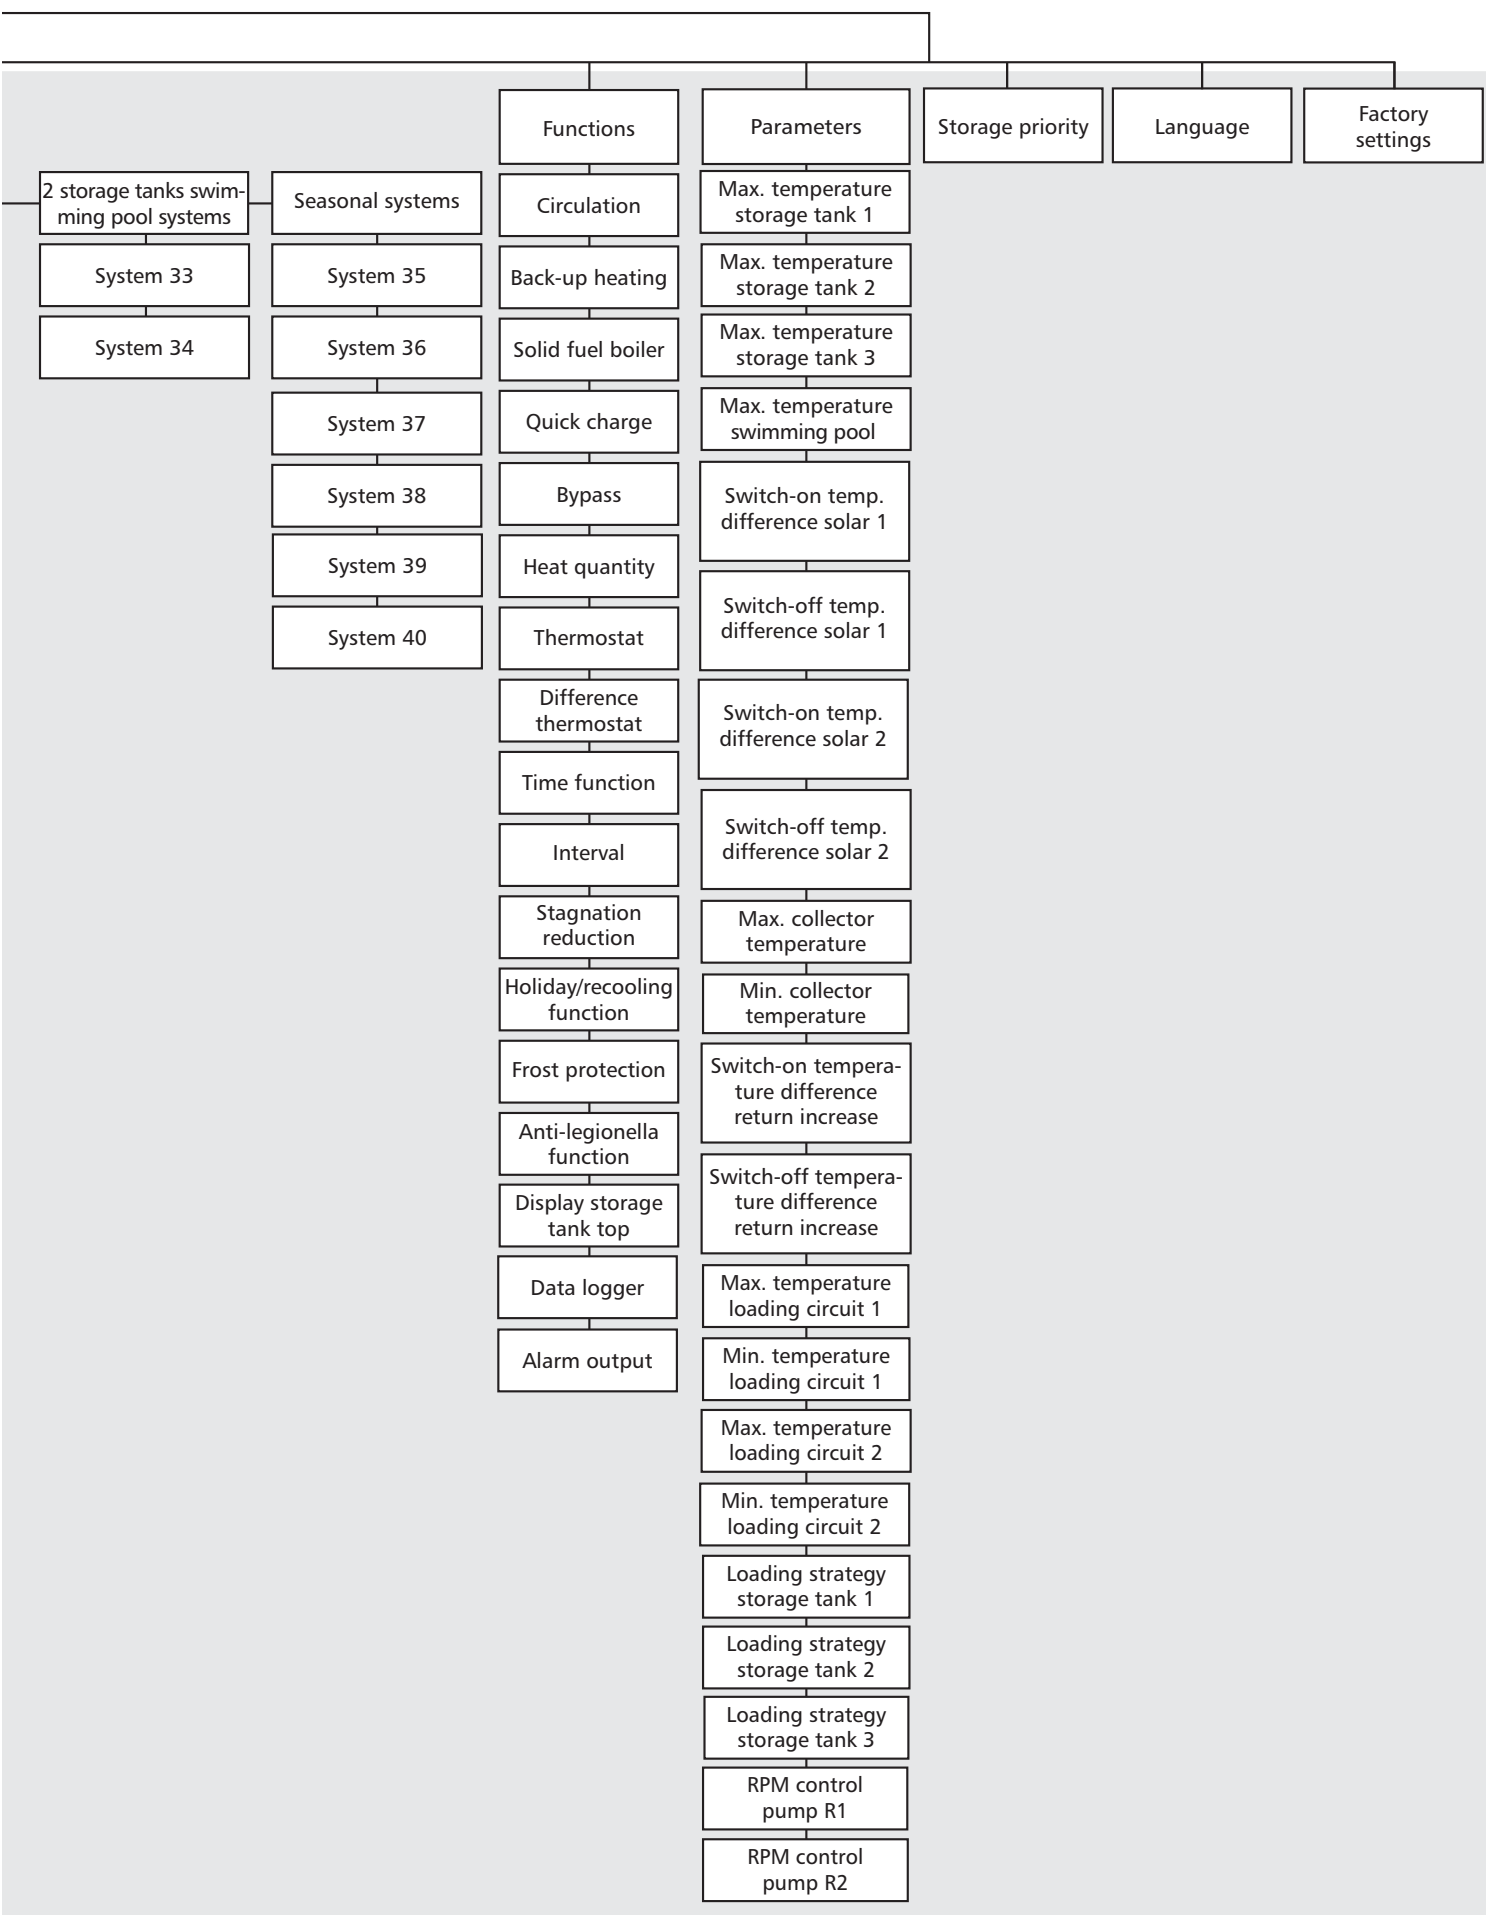 Functions
Parameters
Storage priority
Language
Factory
settings
2 storage tanks swim-
ming pool systems
System 33
System 34
Seasonal systems
System 35
System 36
System 37
System 38
System 39
System 40
Circulation
Back-up heating
Solid fuel boiler
Quick charge
Bypass
Heat quantity
Thermostat
Difference
thermostat
Time function
Interval
Stagnation
reduction
Holiday/recooling
function
Frost protection
Anti-legionella
function
Display storage
tank top
Data logger
Alarm output
Max. temperature
storage tank 1
Max. temperature
storage tank 2
Max. temperature
storage tank 3
Max. temperature
swimming pool
Switch-on temp.
difference solar 1
Switch-off temp.
difference solar 1
Switch-on temp.
difference solar 2
Switch-off temp.
difference solar 2
Max. collector
temperature
Min. collector
temperature
Switch-on tempera-
ture difference
return increase
Switch-off tempera-
ture difference
return increase
Max. temperature
loading circuit 1
Min. temperature
loading circuit 1
Max. temperature
loading circuit 2
Min. temperature
loading circuit 2
Loading strategy
storage tank 1
Loading strategy
storage tank 2
Loading strategy
storage tank 3
RPM control
pump R1
RPM control
pump R2